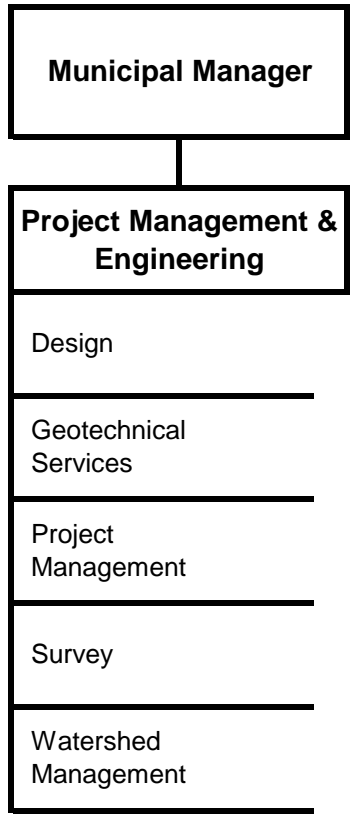 Municipal Manager
Project Management &
Engineering
Design
Geotechnical
Services
Project
Management
Survey
Watershed
Management